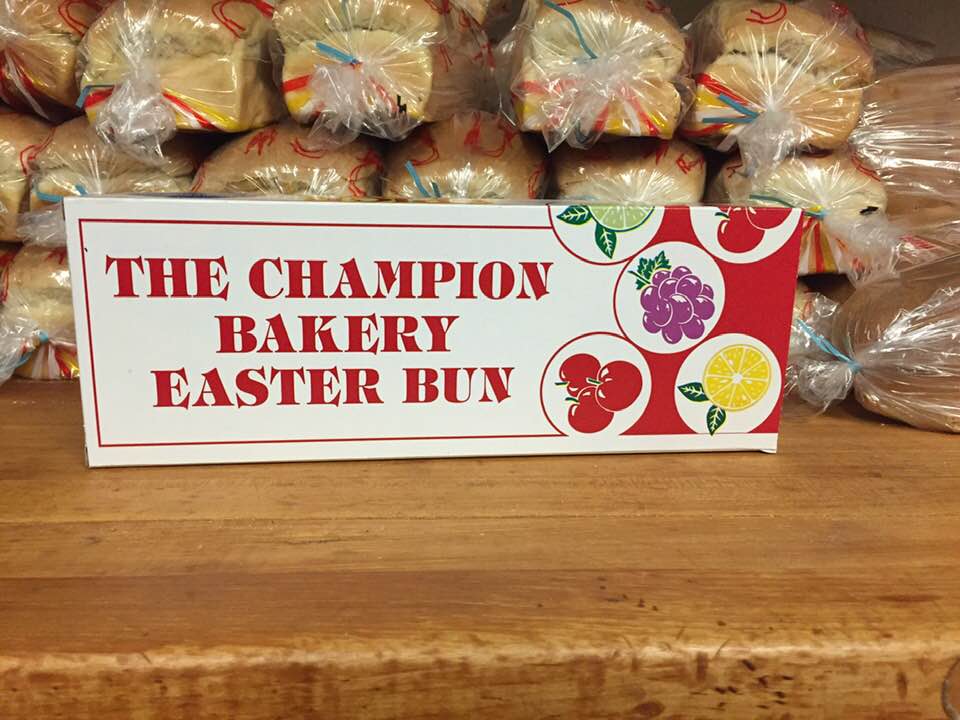 THE CHAMPION
BAKERY
EASTER BUN